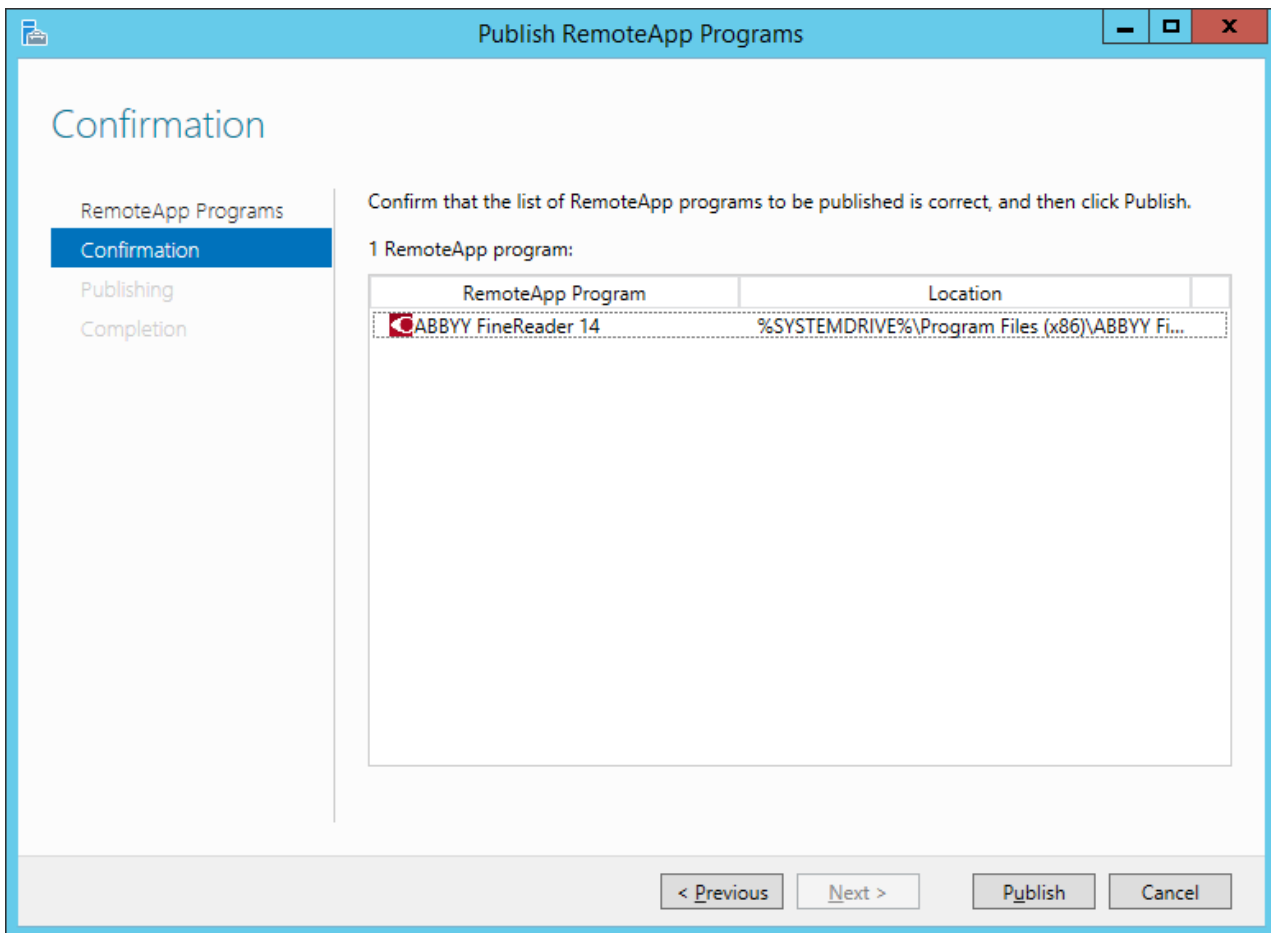 Publish RemoteApp Programs
Confirmation
RemoteApp Programs
Confirmation
Publishing
Completion
Confirm that the list of RemoteApp programs to be published is correct, and then click Publish.
1 RemoteApp program:
RemoteApp Program Location
ABBYY FineReader 14 %SYSTEMDRIVE%\Program Files (x86)\ABBYY Fi...
< Previous Next > Publish Cancel